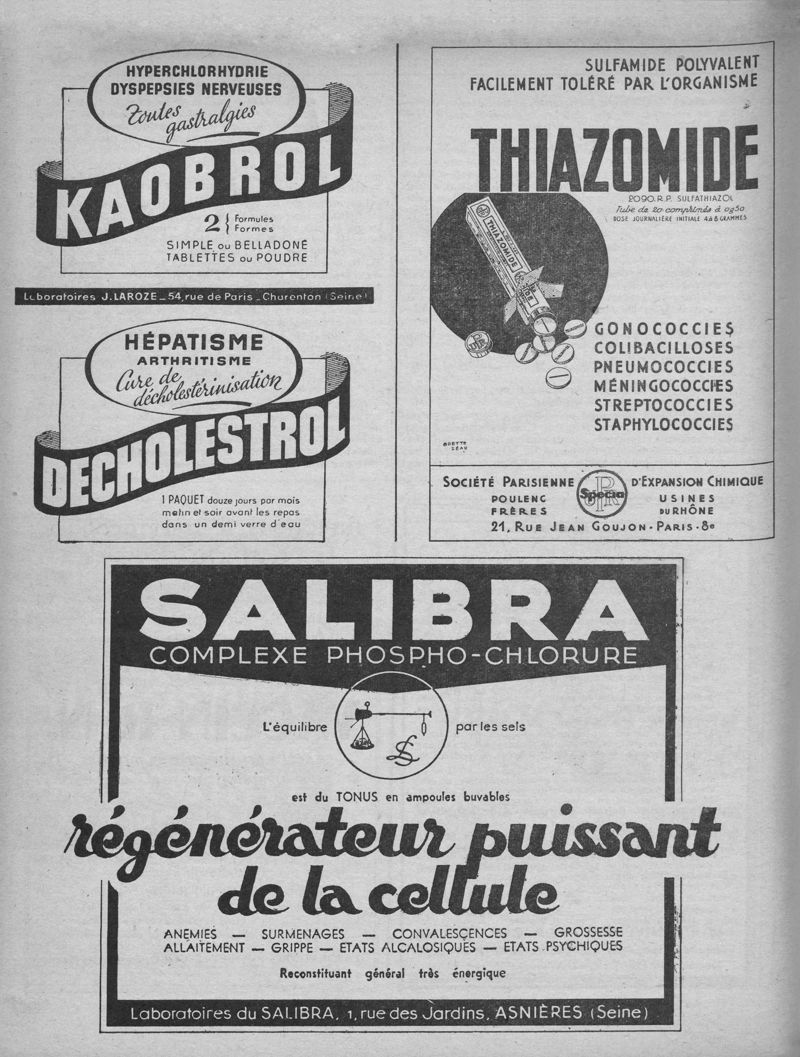 HYPERCHLORHYDRIE
DYSPEPSIES NERVEUSES
Toutes
gastralgies
KAOBROL
2 { Formules
Formes
SIMPLE ou BELLADONÉ
TABLETTES ou POUDRE
Laboratoires J. LAROZE _ 54, rue de Paris _ Charenton (Seine)
HÉPATISME
ARTHRITISME
Cure de
décholestérinisation
DECHOLESTROL
1 PAQUET douze jours par mois
matin et soir avant les repas
dans un demi verre d'eau
SULFAMIDE POLYVALENT
FACILEMENT TOLÉRÉ PAR L'ORGANISME
THIAZOMIDE
2090. R.P. SULFATHIAZOL
Tube de 20 comprimés à 0g50
DOSE JOURNALIÈRE INITIALE 4 à 6 GRAMMES
THIAZOMIDE
GONOCOCCIES
COLIBACILLOSES
PNEUMOCOCCIES
MÉNINGOCOCCIES
STREPTOCOCCIES
STAPHYLOCOCCIES
SOCIÉTÉ PARISIENNE D'EXPANSION CHIMIQUE
Specia
POULENC USINES
FRÈRES DU RHÔNE
21, RUE JEAN GOUJON · PARIS · 8e
SALIBRA
COMPLEXE PHOSPHO-CHLORURE
L'équilibre par les sels
est du TONUS en ampoules buvables
régénérateur puissant
de la cellule
ANÉMIES — SURMENAGES — CONVALESCENCES — GROSSESSE
ALLAITEMENT — GRIPPE — ETATS ALCALOSIQUES — ETATS PSYCHIQUES
Reconstituant général très énergique
Laboratoires du SALIBRA, 1, rue des Jardins, ASNIÈRES (Seine)